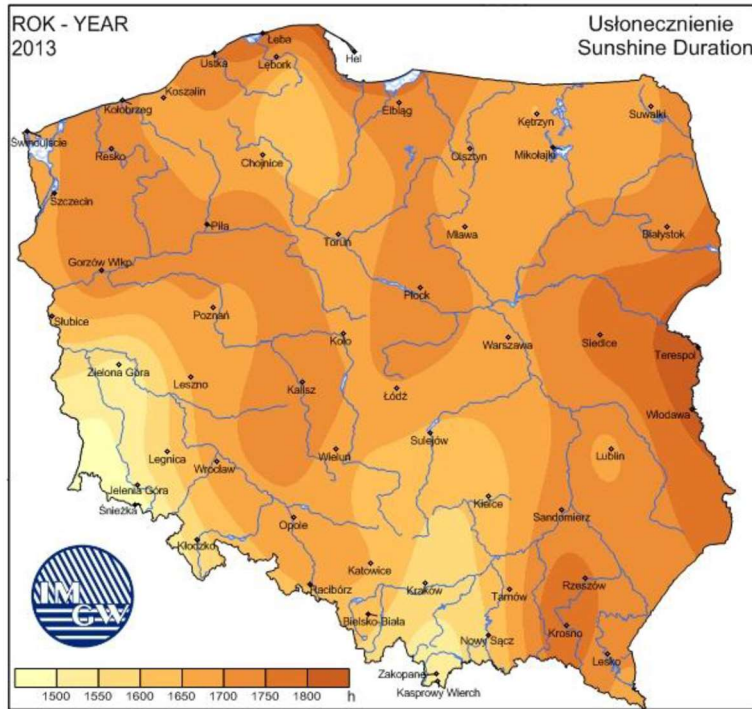 ROK - YEAR
2013
Usłonecznienie
Sunshine Duration
Łeba
Ustka
Lębork
Hel
Koszalin
Kołobrzeg
Elbląg
Kętrzyn
Suwałki
Świnoujście
Resko
Chojnice
Olsztyn
Mikołajki
Szczecin
Piła
Toruń
Mława
Białystok
Gorzów Wlkp.
Płock
Poznań
Słubice
Koło
Warszawa
Siedlce
Terespol
Zielona Góra
Leszno
Kalisz
Łódź
Włodawa
Sulejów
Legnica
Wrocław
Wieluń
Lublin
Jelenia Góra
Śnieżka
Kielce
Sandomierz
Opole
Kłodzko
Katowice
Kraków
Tarnów
Rzeszów
Racibórz
Bielsko-Biała
Nowy Sącz
Krosno
Lesko
Zakopane
Kasprowy Wierch
IM
GW
1500 1550 1600 1650 1700 1750 1800 h